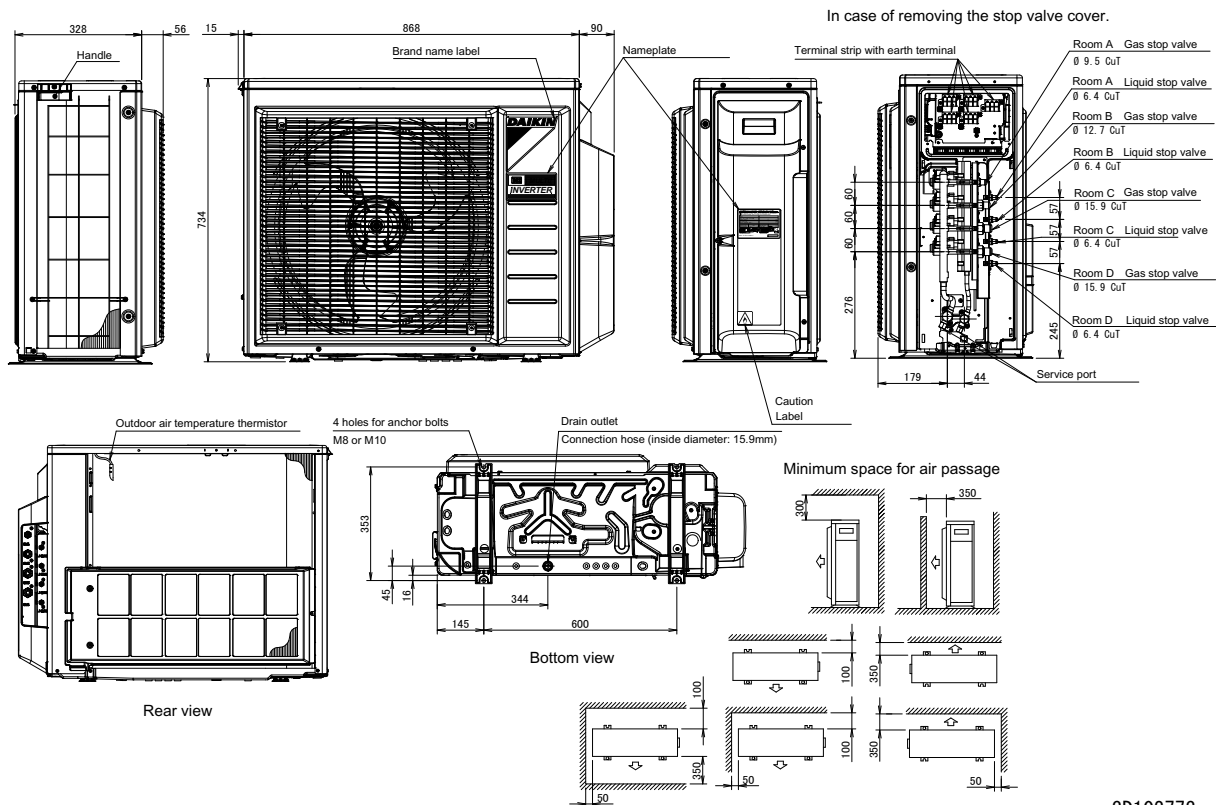 In case of removing the stop valve cover.
328
56
15
868
90
Handle
Brand name label
Nameplate
Terminal strip with earth terminal
Room A Gas stop valve
Ø 9.5 CuT
Room A Liquid stop valve
Ø 6.4 CuT
Room B Gas stop valve
Ø 12.7 CuT
Room B Liquid stop valve
Ø 6.4 CuT
Room C Gas stop valve
Ø 15.9 CuT
Room C Liquid stop valve
Ø 6.4 CuT
Room D Gas stop valve
Ø 15.9 CuT
Room D Liquid stop valve
Ø 6.4 CuT
DAIKIN
INVERTER
734
60
60
60
276
57
57
57
245
179
44
Service port
Caution
Label
Outdoor air temperature thermistor
4 holes for anchor bolts
M8 or M10
Drain outlet
Connection hose (inside diameter: 15.9mm)
353
45
16
344
145
600
Bottom view
Rear view
Minimum space for air passage
300
350
100
350
100
350
50
100
50
350
50